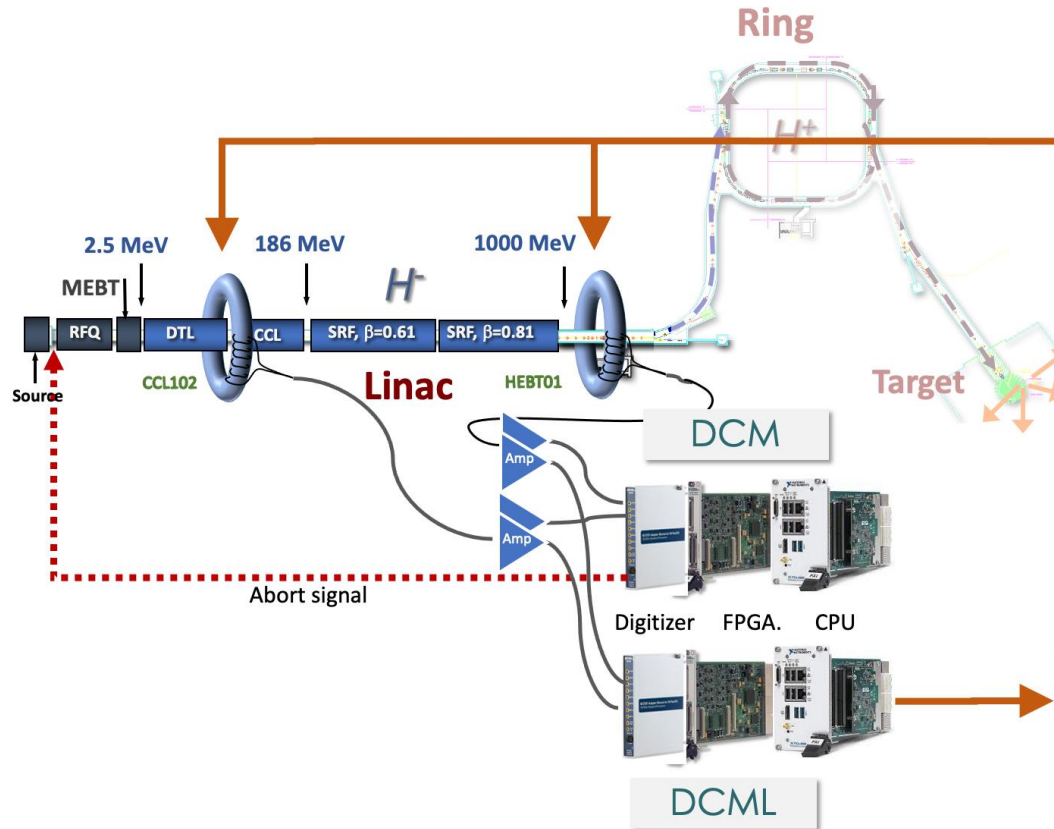 Ring
H⁺
2.5 MeV
186 MeV
1000 MeV
MEBT
H⁻
RFQ
DTL
CCL
SRF, β=0.61
SRF, β=0.81
Source
CCL102
Linac
HEBT01
Target
DCM
Amp
Amp
Abort signal
Digitizer
FPGA.
CPU
DCML